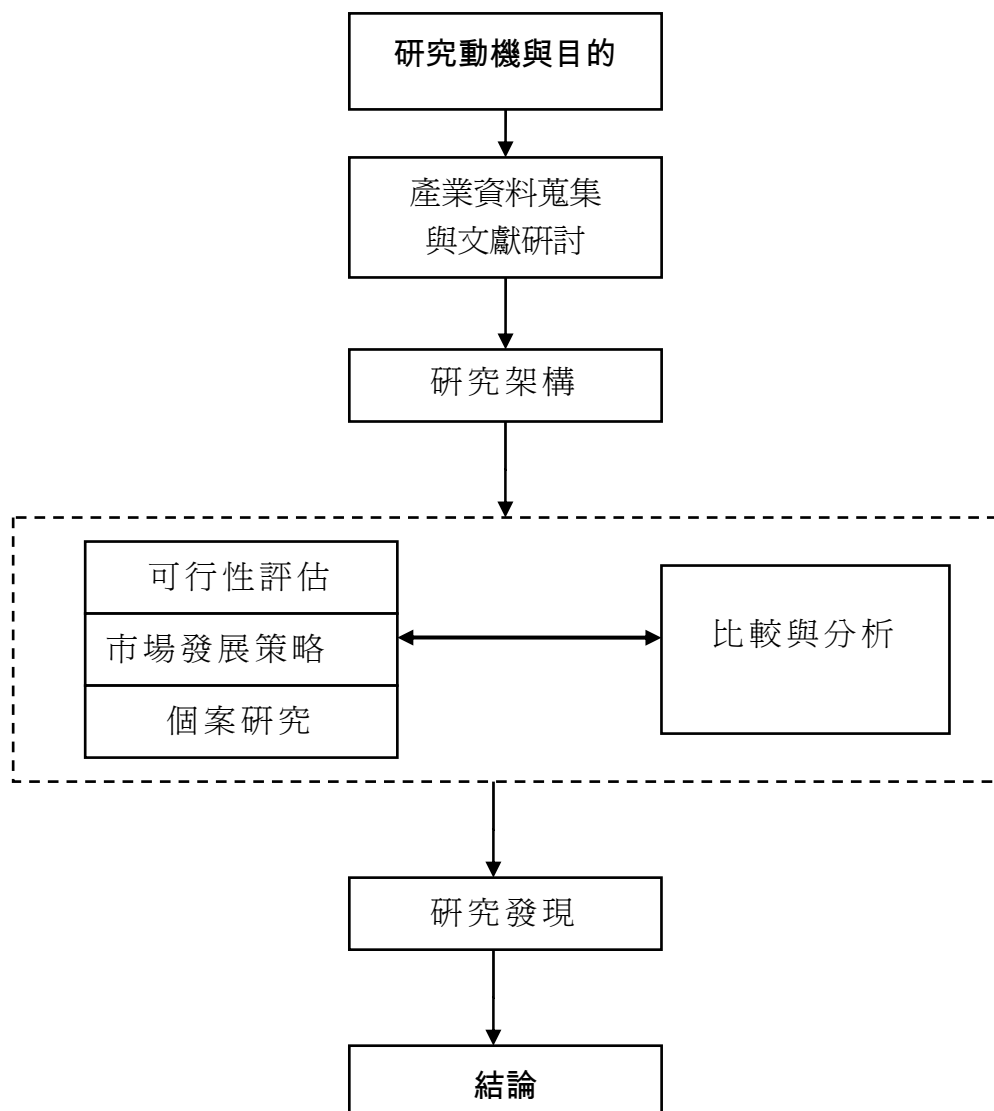 研究動機與目的
產業資料蒐集
與文獻研討
研究架構
可行性評估
市場發展策略
個案研究
比較與分析
研究發現
結論